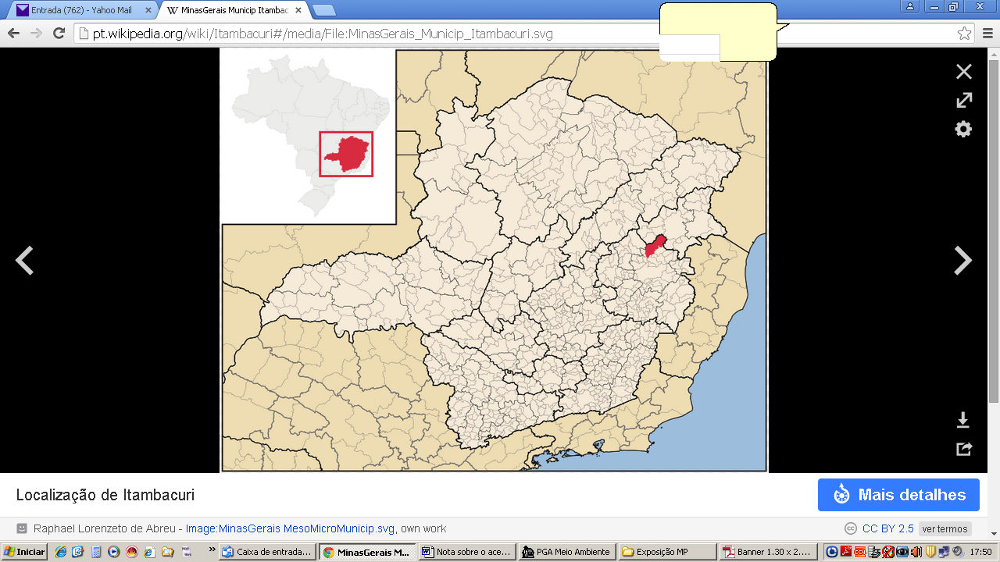 Entrada (762) - Yahoo Mail
MinasGerais Municip Itambac
pt.wikipedia.org/wiki/Itambacuri#/media/File:MinasGerais_Municip_Itambacuri.svg
Localização de Itambacuri
Mais detalhes
Raphael Lorenzeto de Abreu - Image:MinasGerais MesoMicroMunicip.svg, own work
CC BY 2.5
ver termos
Iniciar
Caixa de entrada...
MinasGerais M...
Nota sobre o ace...
PGA Meio Ambiente
Exposição MP
Banner 1.30 x 2....
17:50